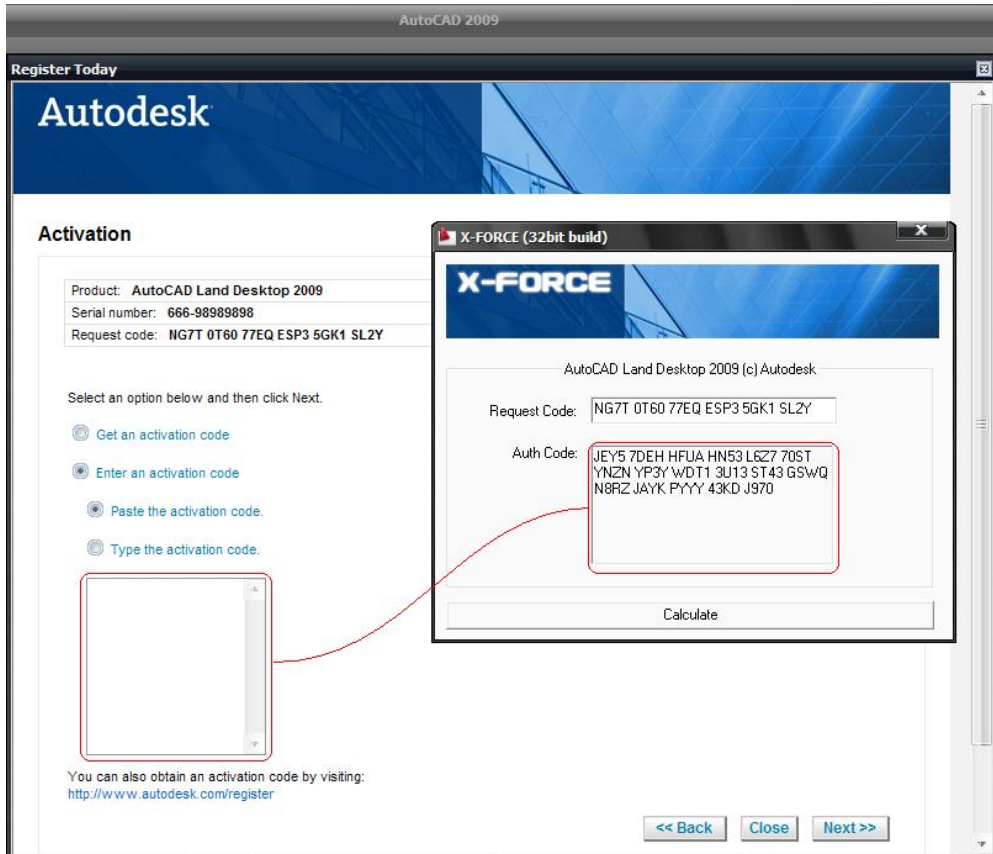 AutoCAD 2009
Register Today
Autodesk
Activation
Product: AutoCAD Land Desktop 2009
Serial number: 666-98989898
Request code: NG7T 0T60 77EQ ESP3 5GK1 SL2Y
Select an option below and then click Next.
Get an activation code
Enter an activation code
Paste the activation code.
Type the activation code.
You can also obtain an activation code by visiting:
http://www.autodesk.com/register
<< Back
Close
Next >>
X-FORCE (32bit build)
X-FORCE
AutoCAD Land Desktop 2009 (c) Autodesk
Request Code: NG7T 0T60 77EQ ESP3 5GK1 SL2Y
Auth Code: JEY5 7DEH HFUA HN53 L6Z7 70ST
YNZN YP3Y WDT1 3U13 ST43 GSWQ
N8RZ JAYK PYYY 43KD J970
Calculate